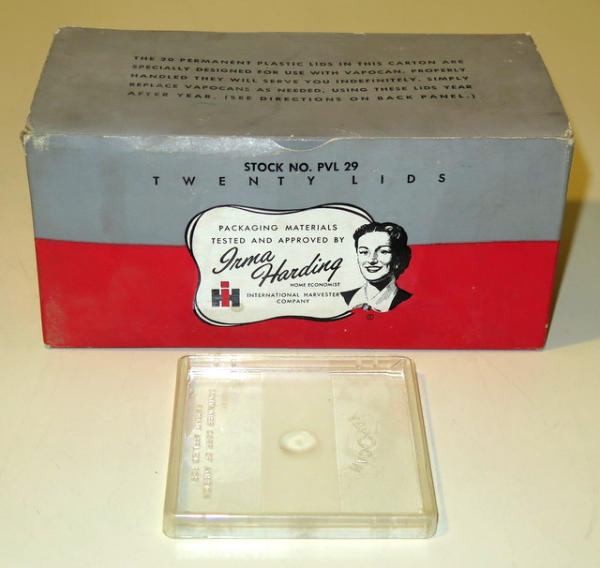 THE 20 PERMANENT PLASTIC LIDS IN THIS CARTON ARE
SPECIALLY DESIGNED FOR USE WITH VAPOCAN. PROPERLY
HANDLED THEY WILL SERVE YOU INDEFINITELY. SIMPLY
REPLACE VAPOCANS AS NEEDED, USING THESE LIDS YEAR
AFTER YEAR. (SEE DIRECTIONS ON BACK PANEL.)
STOCK NO. PVL 29
TWENTY LIDS
PACKAGING MATERIALS
TESTED AND APPROVED BY
Irma
Harding
HOME ECONOMIST
IH INTERNATIONAL HARVESTER
COMPANY
©